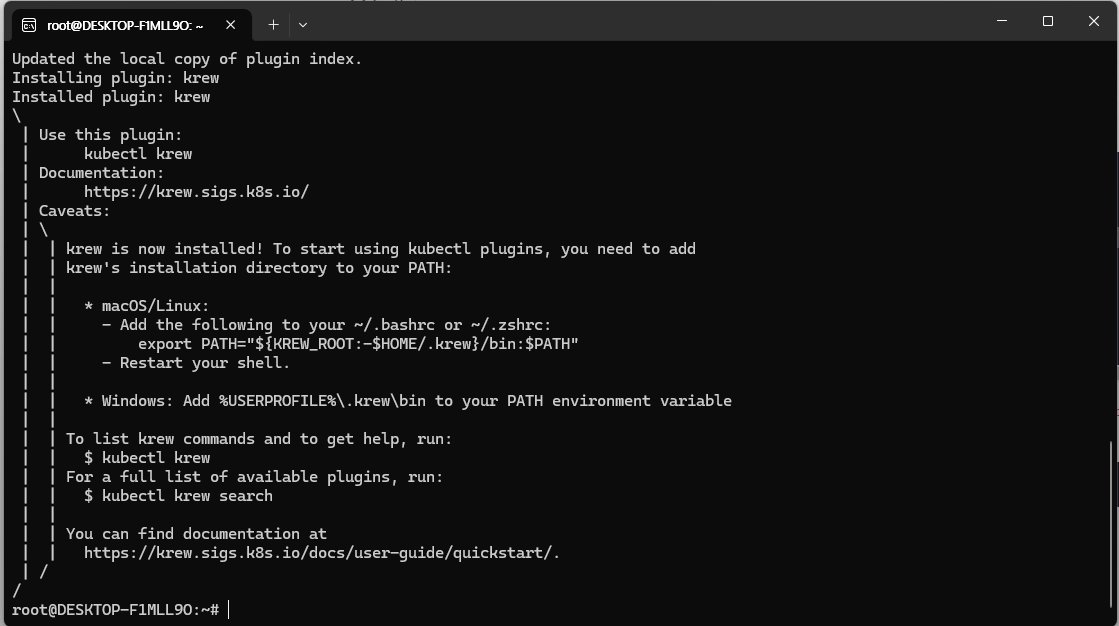 root@DESKTOP-F1MLL9O: ~
Updated the local copy of plugin index.
Installing plugin: krew
Installed plugin: krew
\
 | Use this plugin:
 |      kubectl krew
 | Documentation:
 |      https://krew.sigs.k8s.io/
 | Caveats:
 | \
 |  | krew is now installed! To start using kubectl plugins, you need to add
 |  | krew's installation directory to your PATH:
 |  |
 |  |   * macOS/Linux:
 |  |     - Add the following to your ~/.bashrc or ~/.zshrc:
 |  |         export PATH="${KREW_ROOT:-$HOME/.krew}/bin:$PATH"
 |  |     - Restart your shell.
 |  |
 |  |   * Windows: Add %USERPROFILE%\.krew\bin to your PATH environment variable
 |  |
 |  | To list krew commands and to get help, run:
 |  |   $ kubectl krew
 |  | For a full list of available plugins, run:
 |  |   $ kubectl krew search
 |  |
 |  | You can find documentation at
 |  |   https://krew.sigs.k8s.io/docs/user-guide/quickstart/.
 | /
/
root@DESKTOP-F1MLL9O:~#